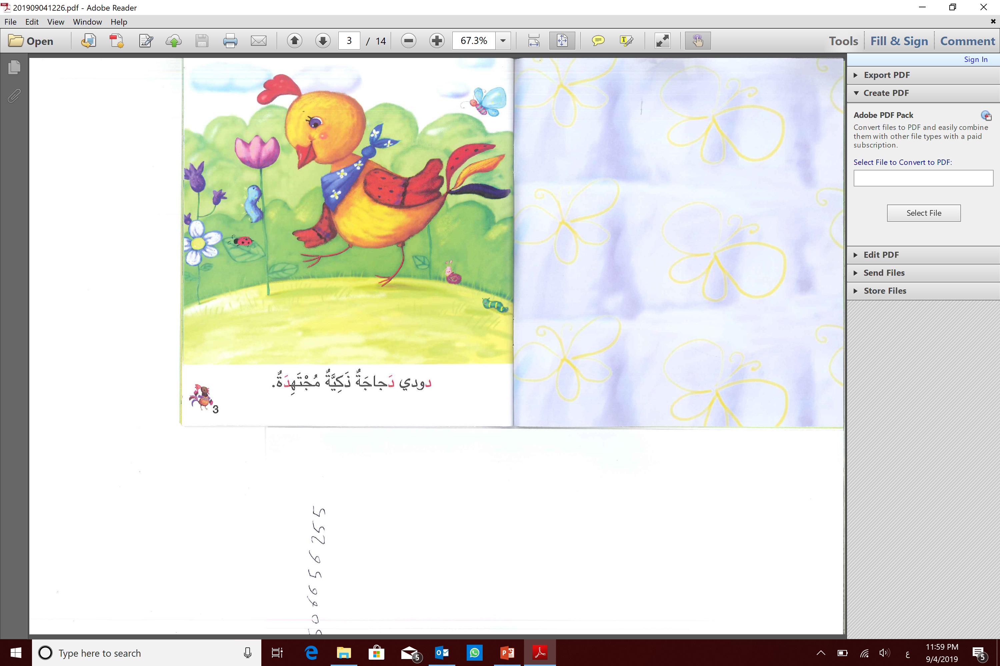 201909041226.pdf - Adobe Reader
File Edit View Window Help
Open 3 / 14 67.3% Tools Fill & Sign Comment
Sign In
Export PDF
Create PDF
Adobe PDF Pack
Convert files to PDF and easily combine
them with other file types with a paid
subscription.
Select File to Convert to PDF:
Select File
Edit PDF
Send Files
Store Files
دودي دَجاجَةٌ ذَكِيَّةٌ مُجْتَهِدَةٌ.
3
06656255
Type here to search
5
ع
11:59 PM
9/4/2019
5